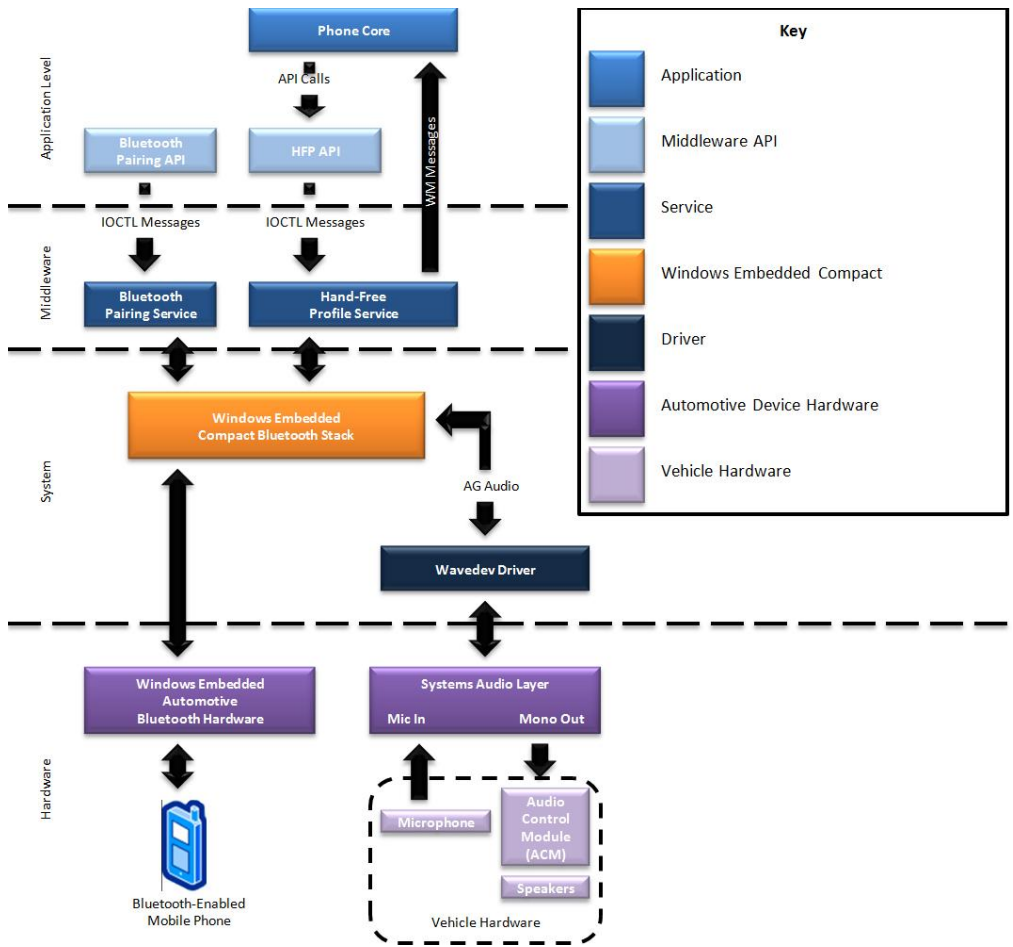 Phone Core
API Calls
Application Level
Bluetooth
Pairing API
HFP API
WM Messages
IOCTL Messages
IOCTL Messages
Middleware
Bluetooth
Pairing Service
Hand-Free
Profile Service
Windows Embedded
Compact Bluetooth Stack
System
AG Audio
Wavedev Driver
Windows Embedded
Automotive
Bluetooth Hardware
Systems Audio Layer
Mic In
Mono Out
Hardware
Microphone
Audio
Control
Module
(ACM)
Speakers
Bluetooth-Enabled
Mobile Phone
Vehicle Hardware
Key
Application
Middleware API
Service
Windows Embedded Compact
Driver
Automotive Device Hardware
Vehicle Hardware